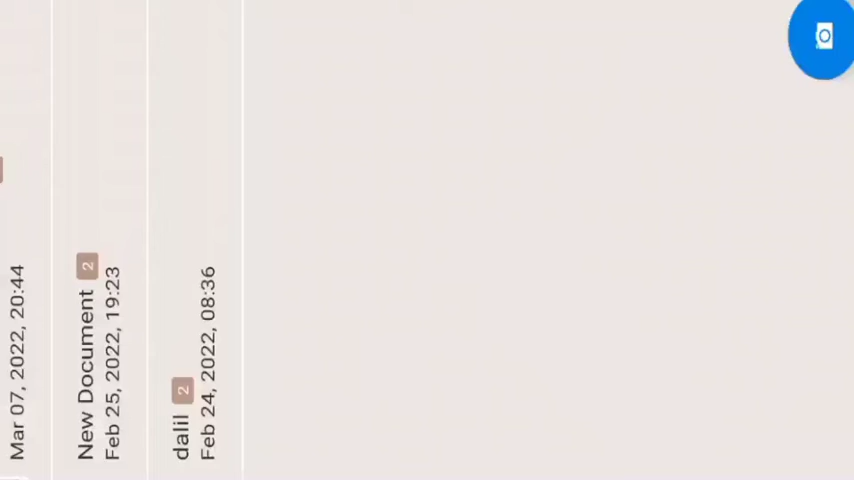 Mar 07, 2022, 20:44
New Document 2
Feb 25, 2022, 19:23
dalil 2
Feb 24, 2022, 08:36